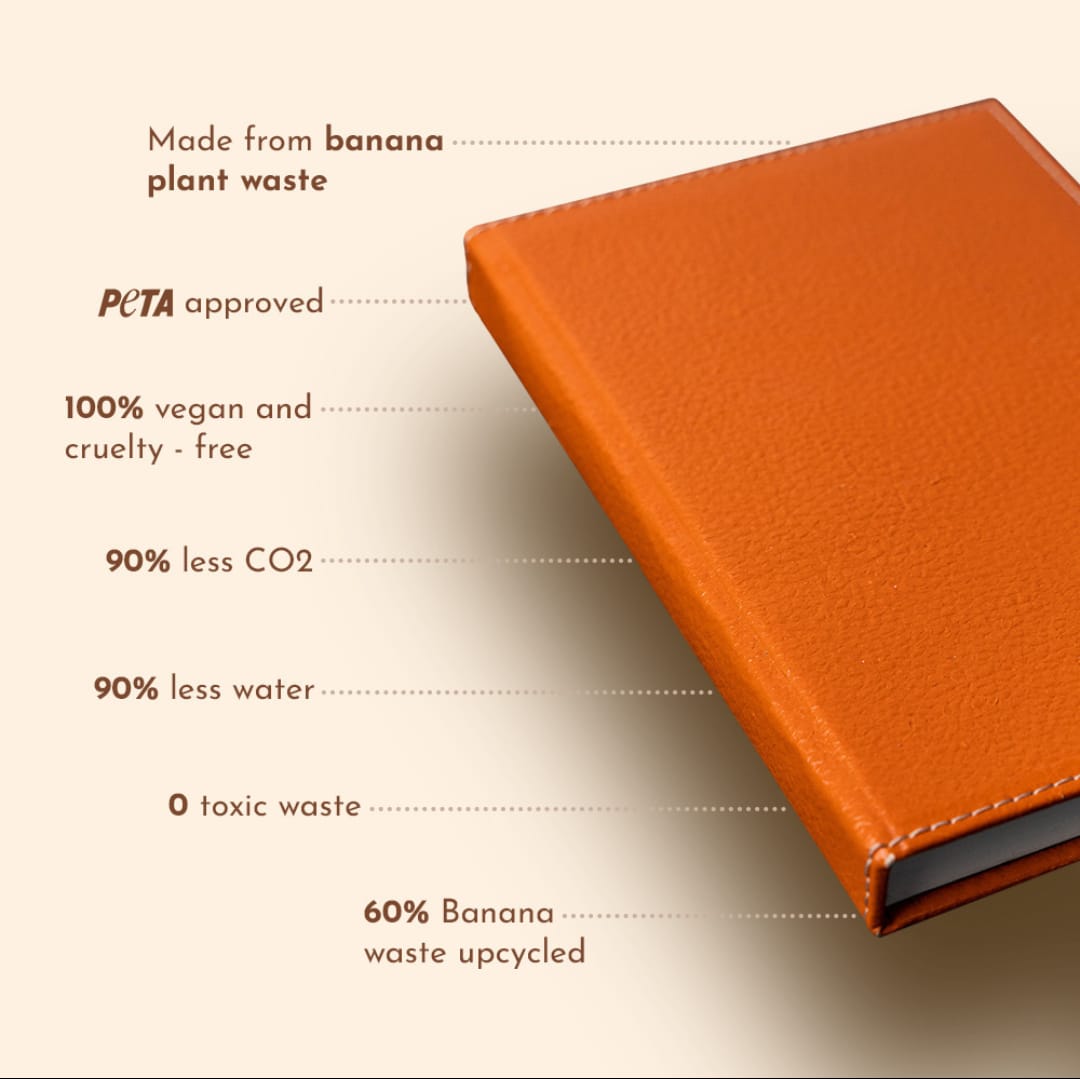 Made from banana
plant waste
PeTA approved
100% vegan and
cruelty - free
90% less CO2
90% less water
0 toxic waste
60% Banana
waste upcycled